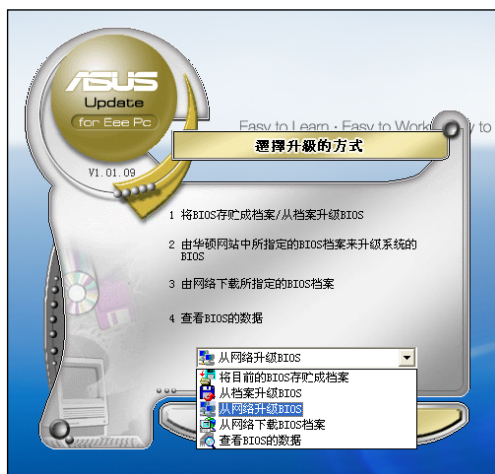 ASUS
Update
for Eee Pc
V1.01.09
Easy to Learn · Easy to Work
y to
選擇升級的方式
1 将BIOS存贮成档案/从档案升级BIOS
2 由华硕网站中所指定的BIOS档案来升级系统的
BIOS
3 由网络下载所指定的BIOS档案
4 查看BIOS的数据
从网络升级BIOS
将目前的BIOS存贮成档案
从档案升级BIOS
从网络升级BIOS
从网络下载BIOS档案
查看BIOS的数据